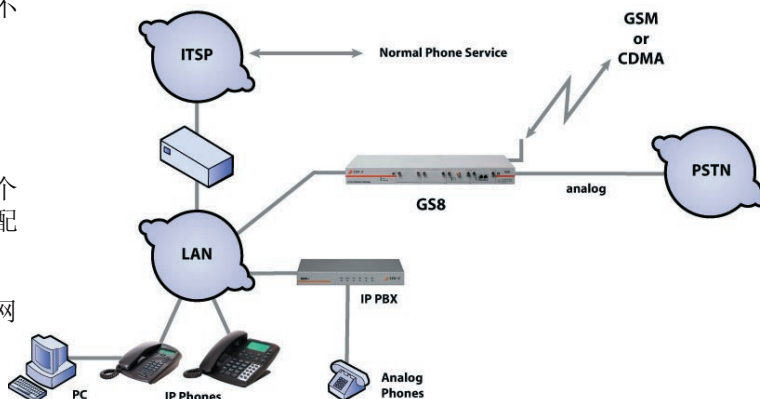 不
ITSP
Normal Phone Service
GSM
or
CDMA
个
配
GS8
analog
PSTN
LAN
IP PBX
网
PC
IP Phones
Analog
Phones